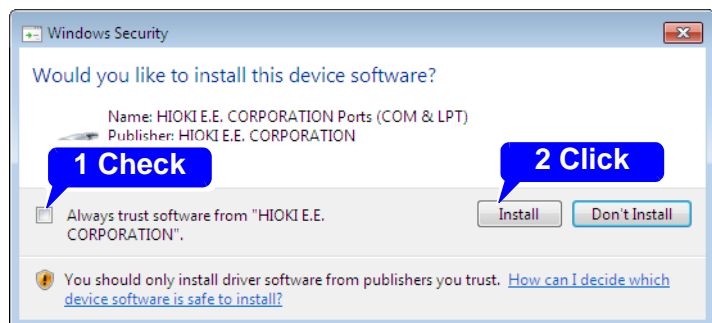 Windows Security
Would you like to install this device software?
Name: HIOKI E.E. CORPORATION Ports (COM & LPT)
Publisher: HIOKI E.E. CORPORATION
1 Check
2 Click
Always trust software from "HIOKI E.E.
CORPORATION".
Install
Don't Install
You should only install driver software from publishers you trust. How can I decide which
device software is safe to install?